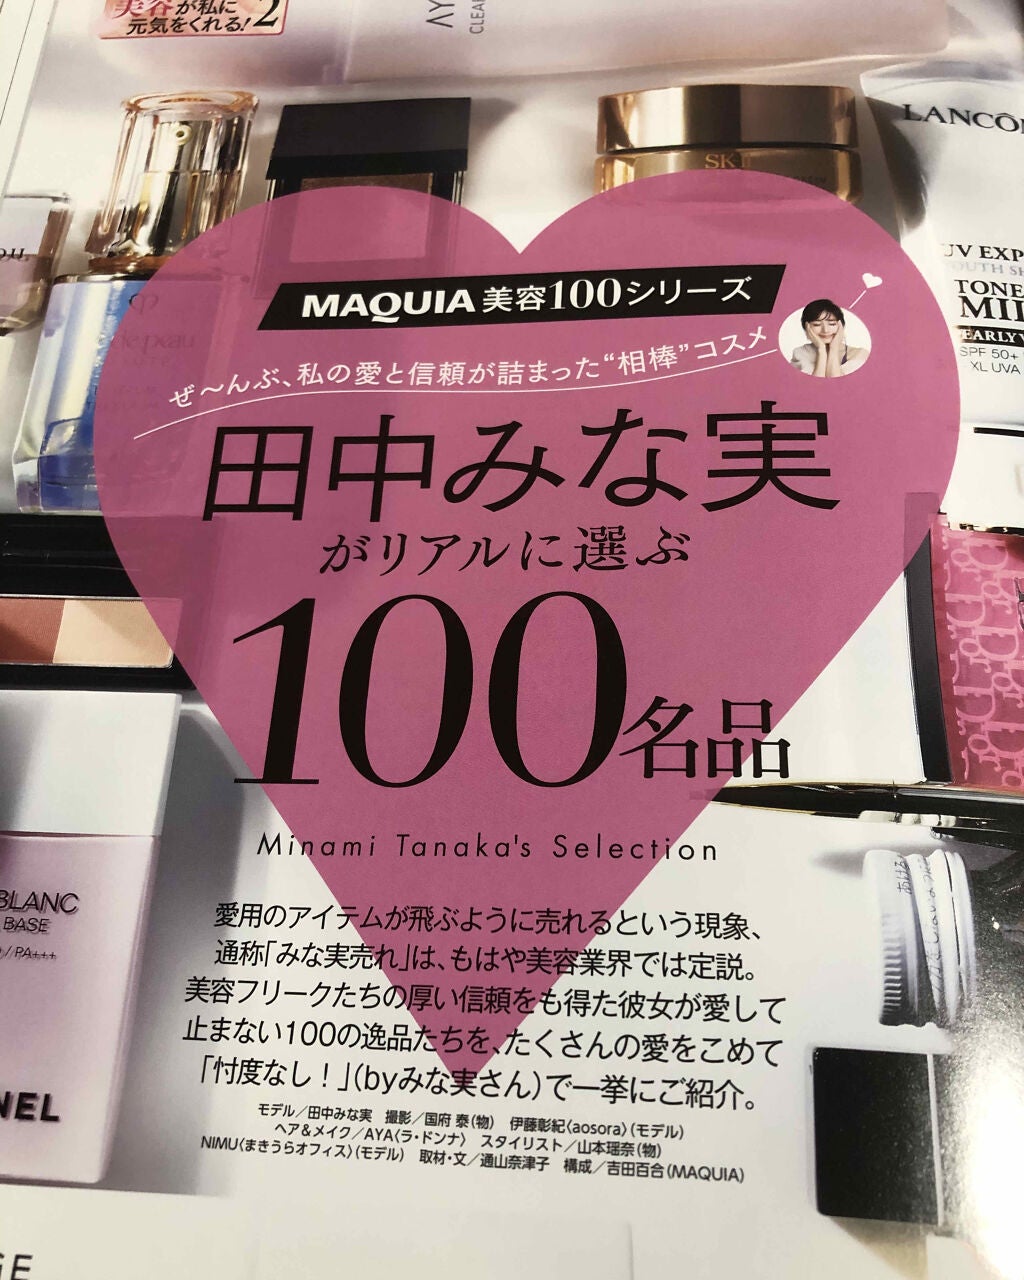 美容が私に
元気をくれる! 2
CLEAR
SK-II
LANCÔ
UV EXP
YOUTH SH
TONE
MIL
EARLY
SPF 50+
XL UVA
MAQUIA 美容100シリーズ
ぜ〜んぶ、私の愛と信頼が詰まった“相棒”コスメ
田中みな実
がリアルに選ぶ
100名品
Minami Tanaka's Selection
愛用のアイテムが飛ぶように売れるという現象、
通称「みな実売れ」は、もはや美容業界では定説。
美容フリークたちの厚い信頼をも得た彼女が愛して
止まない100の逸品たちを、たくさんの愛をこめて
「忖度なし！」(byみな実さん)で一挙にご紹介。
モデル／田中みな実　撮影／国府 泰(物)　伊藤彰紀〈aosora〉(モデル)
ヘア＆メイク／AYA〈ラ・ドンナ〉　スタイリスト／山本瑶奈(物)
NIMU〈まきうらオフィス〉(モデル)　取材・文／通山奈津子　構成／吉田百合(MAQUIA)
BLANC
BASE
/PA+++
NEL